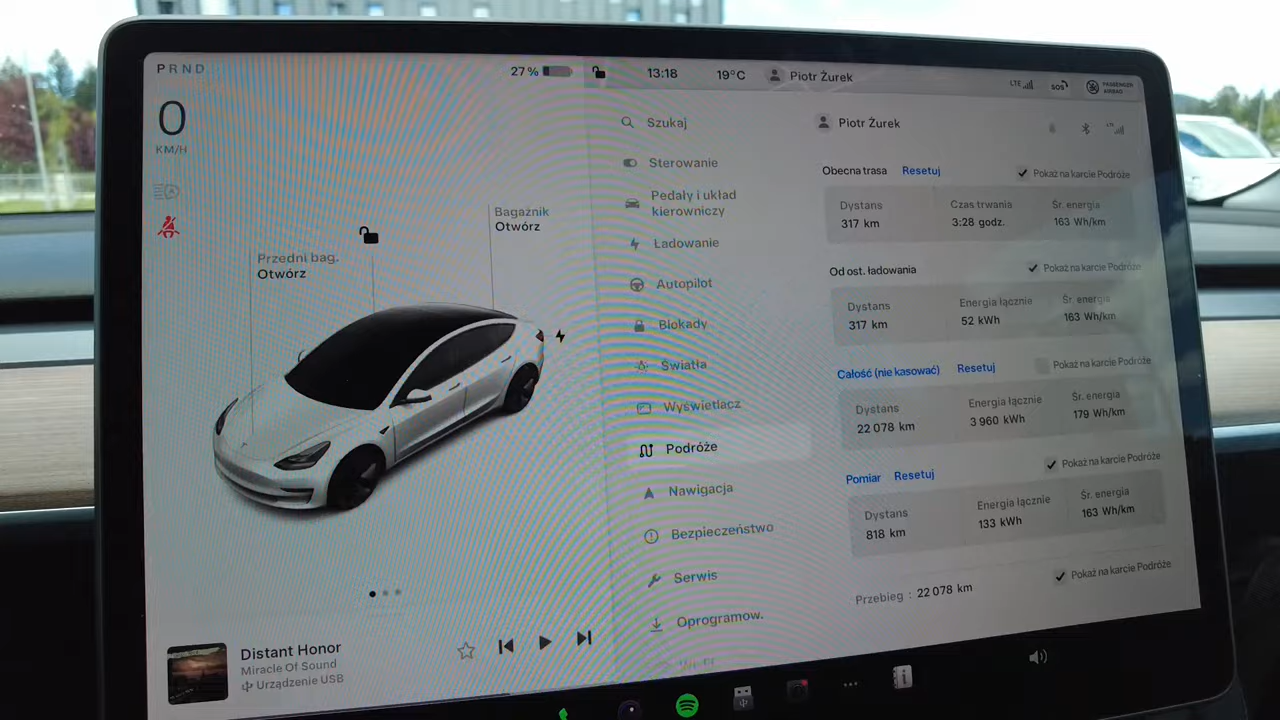 PRND
27%
13:18
19°C
Piotr Żurek
LTE
SOS
PASSENGER
AIRBAG
0
KM/H
Przedni bag.
Otwórz
Bagażnik
Otwórz
Distant Honor
Miracle Of Sound
Urządzenie USB
Szukaj
Sterowanie
Pedały i układ
kierowniczy
Ładowanie
Autopilot
Blokady
Światła
Wyświetlacz
Podróże
Nawigacja
Bezpieczeństwo
Serwis
Oprogramow.
Piotr Żurek
LTE
Obecna trasa Resetuj Pokaż na karcie Podróże
Dystans Czas trwania Śr. energia
317 km 3:28 godz. 163 Wh/km
Od ost. ładowania Pokaż na karcie Podróże
Dystans Energia łącznie Śr. energia
317 km 52 kWh 163 Wh/km
Całość (nie kasować) Resetuj Pokaż na karcie Podróże
Dystans Energia łącznie Śr. energia
22 078 km 3 960 kWh 179 Wh/km
Pomiar Resetuj Pokaż na karcie Podróże
Dystans Energia łącznie Śr. energia
818 km 133 kWh 163 Wh/km
Przebieg : 22 078 km Pokaż na karcie Podróże